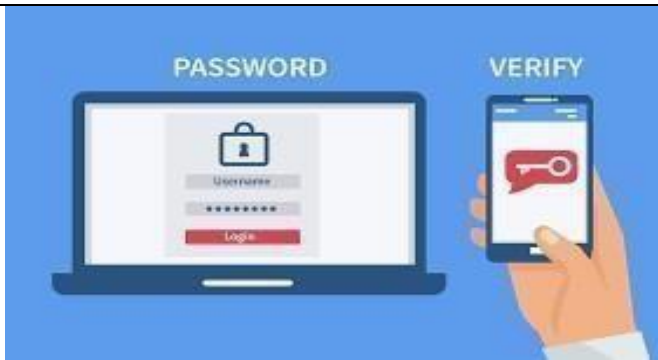 PASSWORD
VERIFY
Username
********
Login